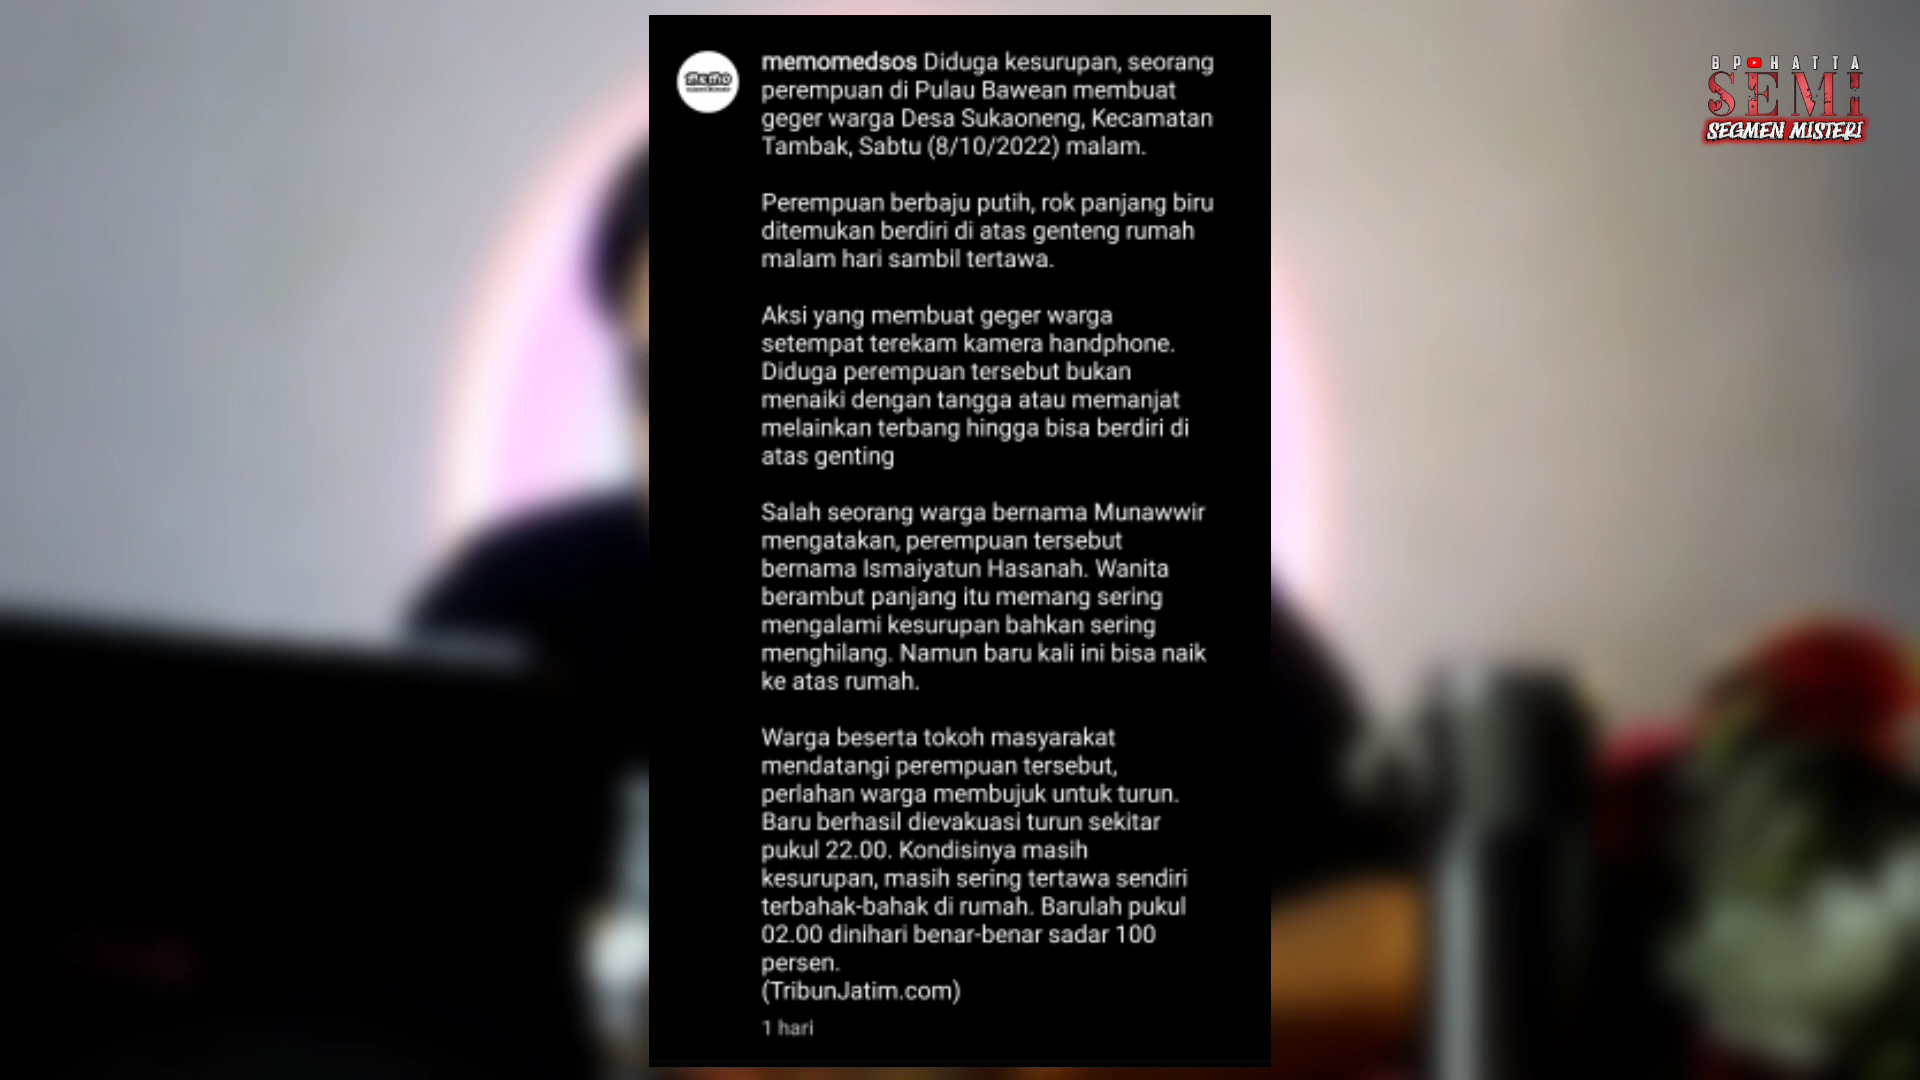 memomedsos Diduga kesurupan, seorang
perempuan di Pulau Bawean membuat
geger warga Desa Sukaoneng, Kecamatan
Tambak, Sabtu (8/10/2022) malam.
Perempuan berbaju putih, rok panjang biru
ditemukan berdiri di atas genteng rumah
malam hari sambil tertawa.
Aksi yang membuat geger warga
setempat terekam kamera handphone.
Diduga perempuan tersebut bukan
menaiki dengan tangga atau memanjat
melainkan terbang hingga bisa berdiri di
atas genting
Salah seorang warga bernama Munawwir
mengatakan, perempuan tersebut
bernama Ismaiyatun Hasanah. Wanita
berambut panjang itu memang sering
mengalami kesurupan bahkan sering
menghilang. Namun baru kali ini bisa naik
ke atas rumah.
Warga beserta tokoh masyarakat
mendatangi perempuan tersebut,
perlahan warga membujuk untuk turun.
Baru berhasil dievakuasi turun sekitar
pukul 22.00. Kondisinya masih
kesurupan, masih sering tertawa sendiri
terbahak-bahak di rumah. Barulah pukul
02.00 dinihari benar-benar sadar 100
persen.
(TribunJatim.com)
1 hari
BP HATTA
SEMI
SEGMEN MISTERI